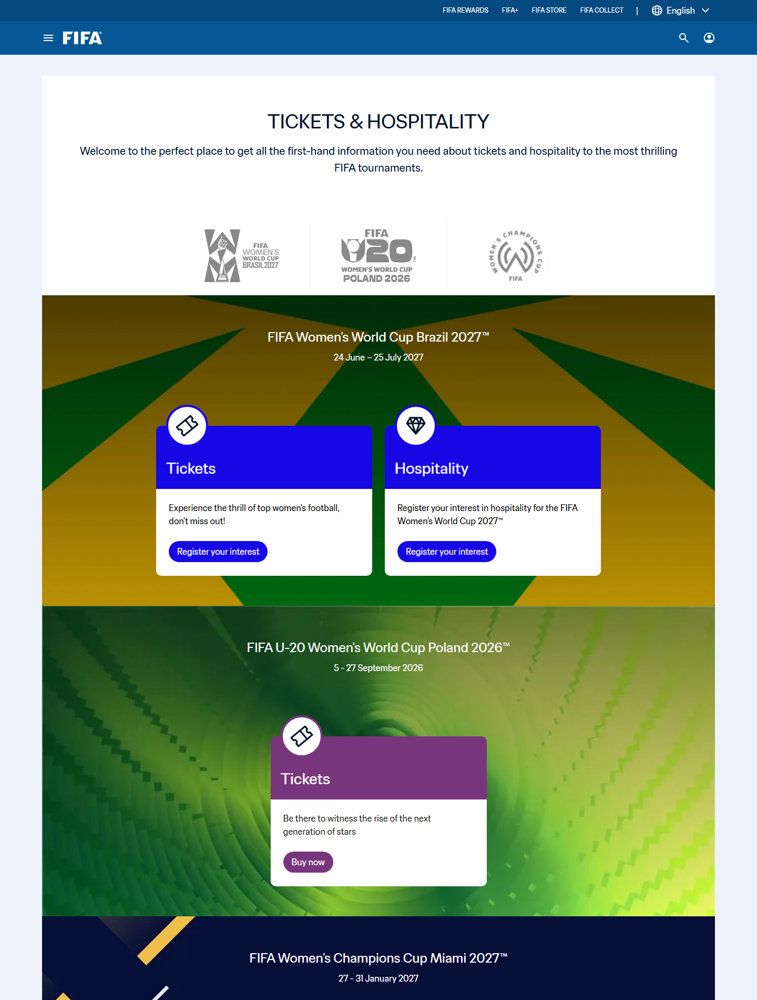 FIFA REWARDS FIFA+ FIFA STORE FIFA COLLECT | English
FIFA
TICKETS & HOSPITALITY
Welcome to the perfect place to get all the first-hand information you need about tickets and hospitality to the most thrilling
FIFA tournaments.
FIFA
WOMEN'S
WORLD CUP
BRASIL 2027
FIFA
U20
WOMEN'S WORLD CUP
POLAND 2026
WOMEN'S CHAMPIONS CUP
FIFA
FIFA Women's World Cup Brazil 2027™
24 June – 25 July 2027
Tickets
Experience the thrill of top women's football,
don't miss out!
Register your interest
Hospitality
Register your interest in hospitality for the FIFA
Women's World Cup 2027™
Register your interest
FIFA U-20 Women's World Cup Poland 2026™
5 - 27 September 2026
Tickets
Be there to witness the rise of the next
generation of stars
Buy now
FIFA Women's Champions Cup Miami 2027™
27 - 31 January 2027